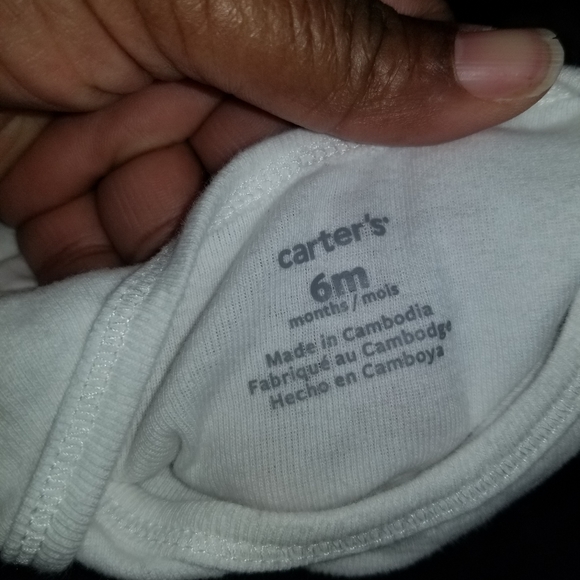 carter's
6m
months/mois
Made in Cambodia
Fabriqué au Cambodge
Hecho en Camboya